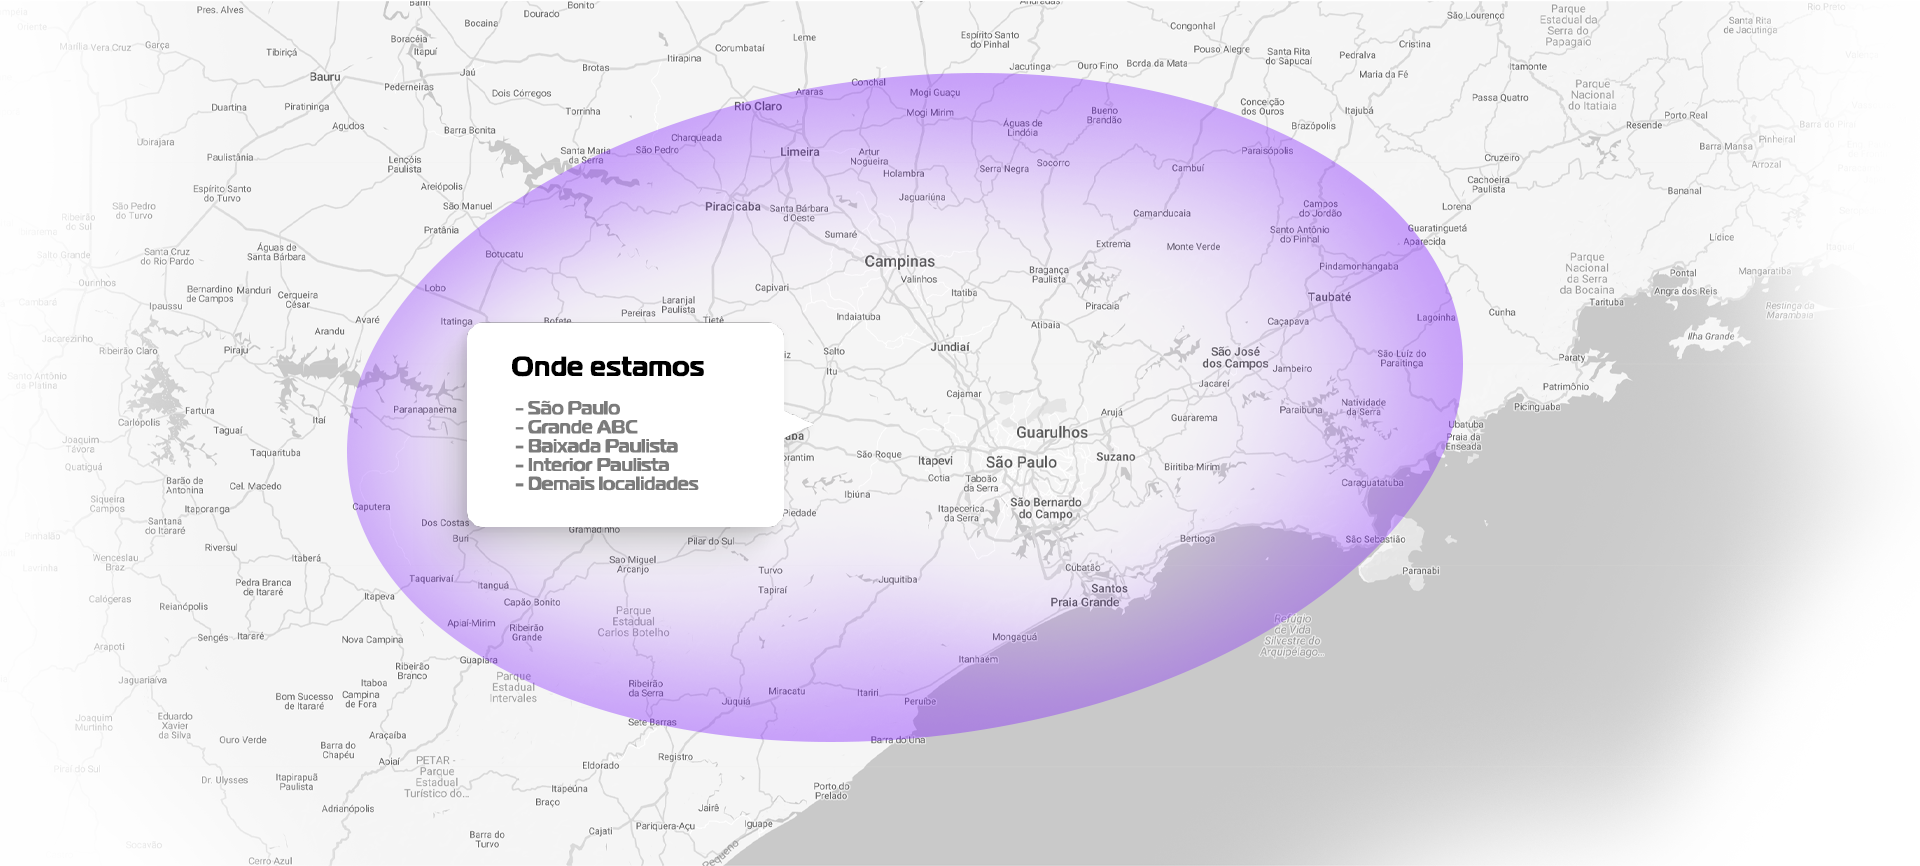 Onde estamos
- São Paulo
- Grande ABC
- Baixada Paulista
- Interior Paulista
- Demais localidades
Pres. Alves
Bocaina
Dourado
Bonito
Leme
Corumbataí
Itirapina
Brotas
Espírito Santo
do Pinhal
Congonhal
Pouso Alegre
São Lourenço
Parque
Estadual da
Serra do
Papagaio
Santa Rita
de Jacutinga
Rio Preto
Marília
Vera Cruz
Garça
Tibiriçá
Boracéia
Itapuí
Bauru
Jaú
Pederneiras
Dois Córregos
Torrinha
Conchal
Araras
Rio Claro
Mogi Guaçu
Mogi Mirim
Jacutinga
Ouro Fino
Borda da Mata
Santa Rita
do Sapucaí
Pedralva
Cristina
Maria da Fé
Itamonte
Passa Quatro
Parque
Nacional
do Itatiaia
Duartina
Piratininga
Agudos
Barra Bonita
Ubirajara
Paulistânia
Lençóis
Paulista
Areiópolis
São Manuel
Pratânia
Santa Maria
da Serra
Charqueada
São Pedro
Limeira
Artur
Nogueira
Holambra
Águas de
Lindóia
Bueno
Brandão
Serra Negra
Socorro
Cambuí
Conceição
dos Ouros
Itajubá
Brazópolis
Paraisópolis
Porto Real
Resende
Pinheiral
Barra Mansa
Arrozal
Cruzeiro
Cachoeira
Paulista
Bananal
Lorena
Espírito Santo
do Turvo
São Pedro
do Turvo
Ribeirão
do Sul
Salto Grande
Ourinhos
Santa Cruz
do Rio Pardo
Águas de
Santa Bárbara
Botucatu
Piracicaba
Santa Bárbara
d'Oeste
Jaguariúna
Sumaré
Campinas
Valinhos
Camanducaia
Extrema
Monte Verde
Campos
do Jordão
Santo Antônio
do Pinhal
Guaratinguetá
Aparecida
Pindamonhangaba
Lídice
Bernardino
de Campos
Manduri
Cerqueira
César
Ipaussu
Lobo
Itatinga
Bofete
Pereiras
Laranjal
Paulista
Tietê
Capivari
Indaiatuba
Itatiba
Bragança
Paulista
Piracaia
Atibaia
Taubaté
Caçapava
Lagoinha
Cunha
Parque
Nacional
da Serra
da Bocaina
Tarituba
Pontal
Angra dos Reis
Mangaratiba
Restinga da
Marambaia
Ilha Grande
Avaré
Arandu
Piraju
Jacarezinho
Ribeirão Claro
Santo Antônio
da Platina
Fartura
Carlópolis
Taguaí
Itaí
Paranapanema
Salto
Itu
Jundiaí
Cajamar
São José
dos Campos
Jacareí
Jambeiro
São Luíz do
Paraitinga
Paraty
Patrimônio
Picinguaba
Natividade
da Serra
Paraibuna
Guararema
Arujá
Guarulhos
São Paulo
Suzano
Biritiba Mirim
Ubatuba
Praia da
Enseada
Caraguatatuba
Joaquim
Távora
Quatiguá
Taquarituba
Barão de
Antonina
Cel. Macedo
Siqueira
Campos
Itaporanga
Santana
do Itararé
Caputera
Dos Costas
Buri
Gramadinho
Pilar do Sul
Piedade
Ibiúna
São Roque
Itapevi
Cotia
Taboão
da Serra
Itapecerica
da Serra
São Bernardo
do Campo
Bertioga
São Sebastião
Paranabi
Wenceslau
Braz
Riversul
Itaberá
Pedra Branca
de Itararé
Calógeras
Reianópolis
Itapeva
Taquarivaí
Itanguá
Capão Bonito
Sao Miguel
Arcanjo
Turvo
Tapiraí
Juquitiba
Cubatão
Santos
Praia Grande
Mongaguá
Itanhaém
Refúgio
de Vida
Silvestre do
Arquipélago...
Arapoti
Sengés
Itararé
Nova Campina
Apiaí-Mirim
Ribeirão
Grande
Parque
Estadual
Carlos Botelho
Guapiara
Ribeirão
Branco
Parque
Estadual
Intervales
Jaguariaíva
Itaboa
Bom Sucesso
de Itararé
Campina
de Fora
Ribeirão
da Serra
Juquiá
Miracatu
Itariri
Peruíbe
Sete Barras
Barra do Una
Joaquim
Murtinho
Eduardo
Xavier
da Silva
Ouro Verde
Araçaíba
Barra do
Chapéu
Apiaí
PETAR -
Parque
Estadual
Turístico do...
Registro
Eldorado
Piraí do Sul
Dr. Ulysses
Itapirapuã
Paulista
Adrianópolis
Itapeúna
Braço
Porto do
Prelado
Jairê
Iguape
Cajati
Pariquera-Açu
Barra do
Turvo
Socavão
Cerro Azul